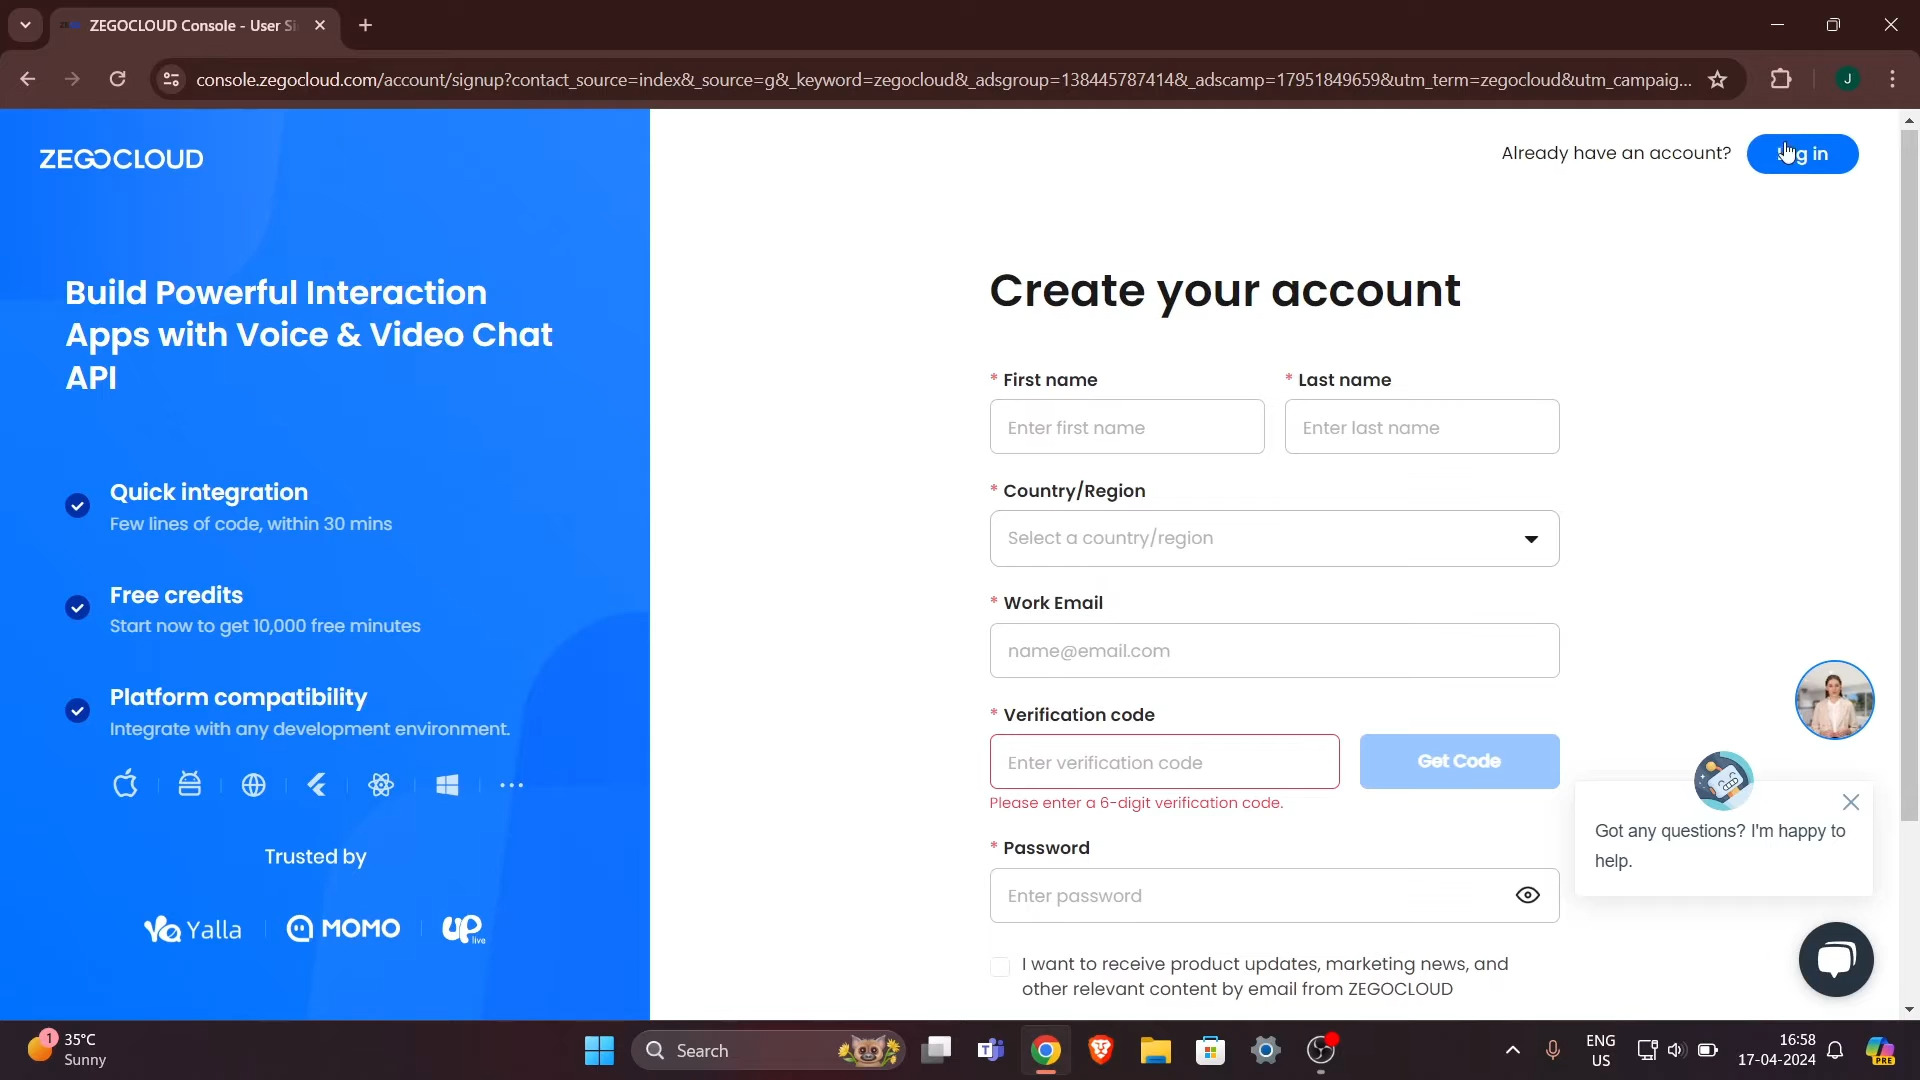 ZEGOCLOUD Console - User Si
console.zegocloud.com/account/signup?contact_source=index&_source=g&_keyword=zegocloud&_adsgroup=138445787414&_adscamp=17951849659&utm_term=zegocloud&utm_campaig...
J
ZEGOCLOUD
Already have an account?
g in
Build Powerful Interaction
Apps with Voice & Video Chat
API
Quick integration
Few lines of code, within 30 mins
Free credits
Start now to get 10,000 free minutes
Platform compatibility
Integrate with any development environment.
Trusted by
Yalla
MOMO
UP live
Create your account
* First name
* Last name
Enter first name
Enter last name
* Country/Region
Select a country/region
* Work Email
name@email.com
* Verification code
Enter verification code
Get Code
Please enter a 6-digit verification code.
* Password
Enter password
I want to receive product updates, marketing news, and
other relevant content by email from ZEGOCLOUD
Got any questions? I'm happy to
help.
1
35°C
Sunny
Search
ENG
US
16:58
17-04-2024
PRE